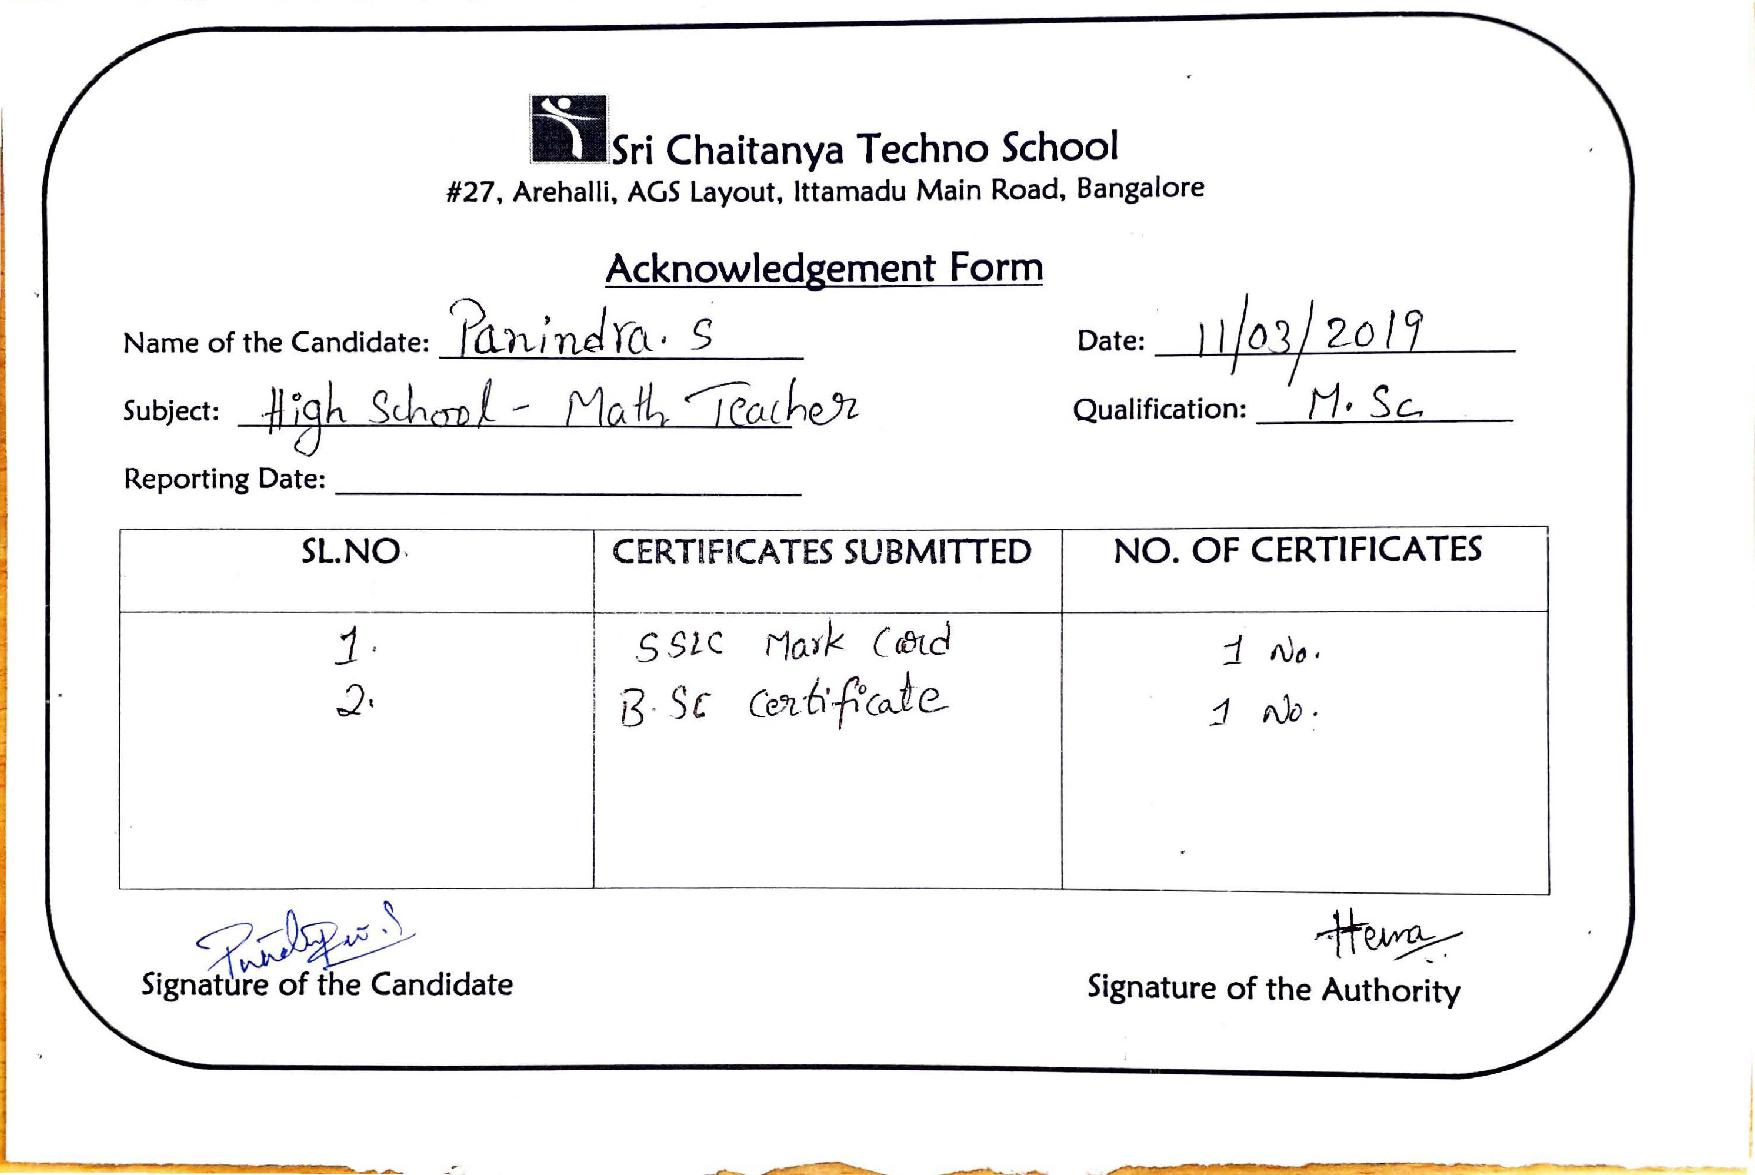 Sri Chaitanya Techno School
#27, Arehalli, AGS Layout, Ittamadu Main Road, Bangalore
Acknowledgement Form
Name of the Candidate: Panindra. S Date: 11/03/2019
Subject: High School - Math Teacher Qualification: M. Sc
Reporting Date:
SL.NO. CERTIFICATES SUBMITTED NO. OF CERTIFICATES
1. SSLC Mark Card 1 No.
2. B. Sc Certificate 1 No.
Hema
Signature of the Candidate Signature of the Authority